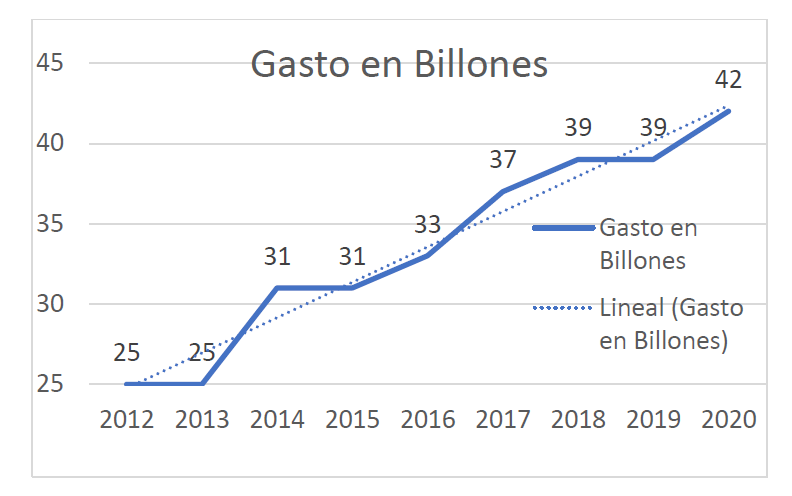 Gasto en Billones
45
40
35
30
25
25
25
31
31
33
37
39
39
42
Gasto en
Billones
Lineal (Gasto
en Billones)
2012 2013 2014 2015 2016 2017 2018 2019 2020